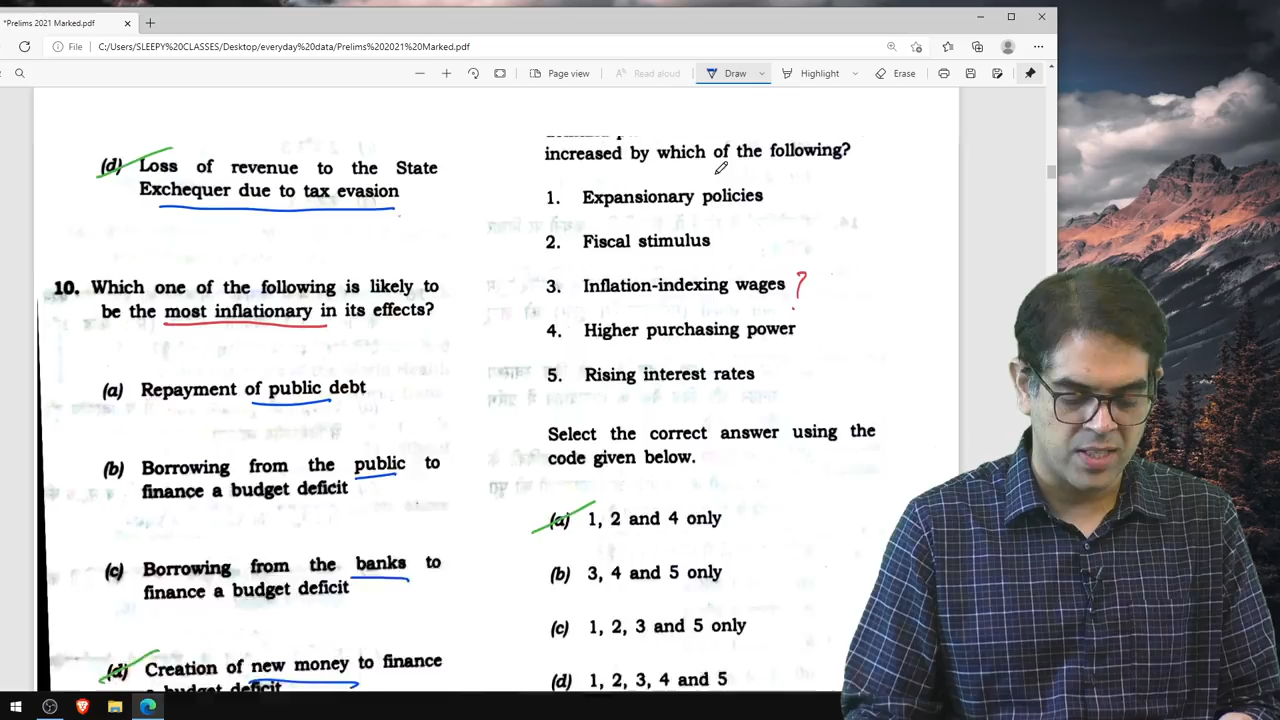 *Prelims 2021 Marked.pdf
File
C:/Users/SLEEPY%20CLASSES/Desktop/everyday%20data/Prelims%202021%20Marked.pdf
Page view
Read aloud
Draw
Highlight
Erase
(d) Loss of revenue to the State
Exchequer due to tax evasion
10. Which one of the following is likely to
be the most inflationary in its effects?
(a) Repayment of public debt
(b) Borrowing from the public to
finance a budget deficit
(c) Borrowing from the banks to
finance a budget deficit
(d) Creation of new money to finance
a budget deficit
increased by which of the following?
1. Expansionary policies
2. Fiscal stimulus
3. Inflation-indexing wages ?
4. Higher purchasing power
5. Rising interest rates
Select the correct answer using the
code given below.
(a) 1, 2 and 4 only
(b) 3, 4 and 5 only
(c) 1, 2, 3 and 5 only
(d) 1, 2, 3, 4 and 5